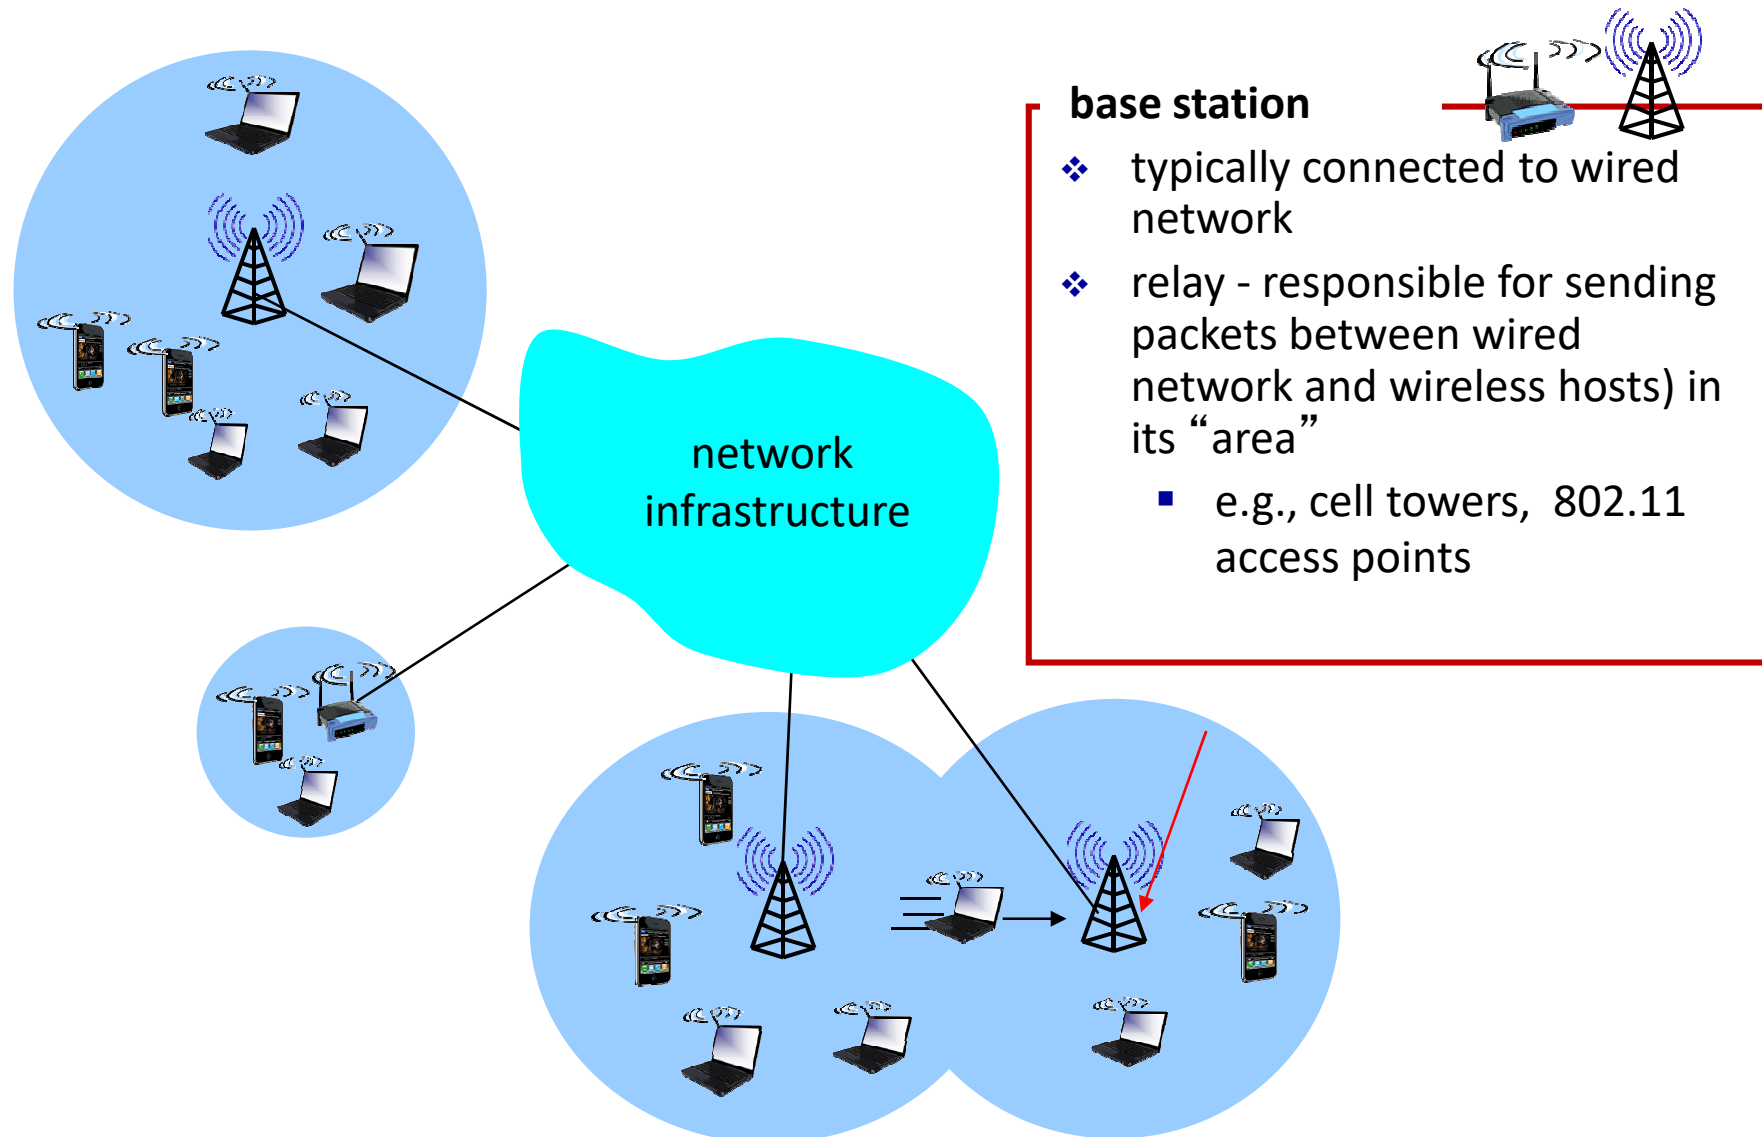 base station
❖ typically connected to wired
network
❖ relay - responsible for sending
packets between wired
network and wireless hosts) in
its “area”
▪ e.g., cell towers,  802.11
access points
network
infrastructure